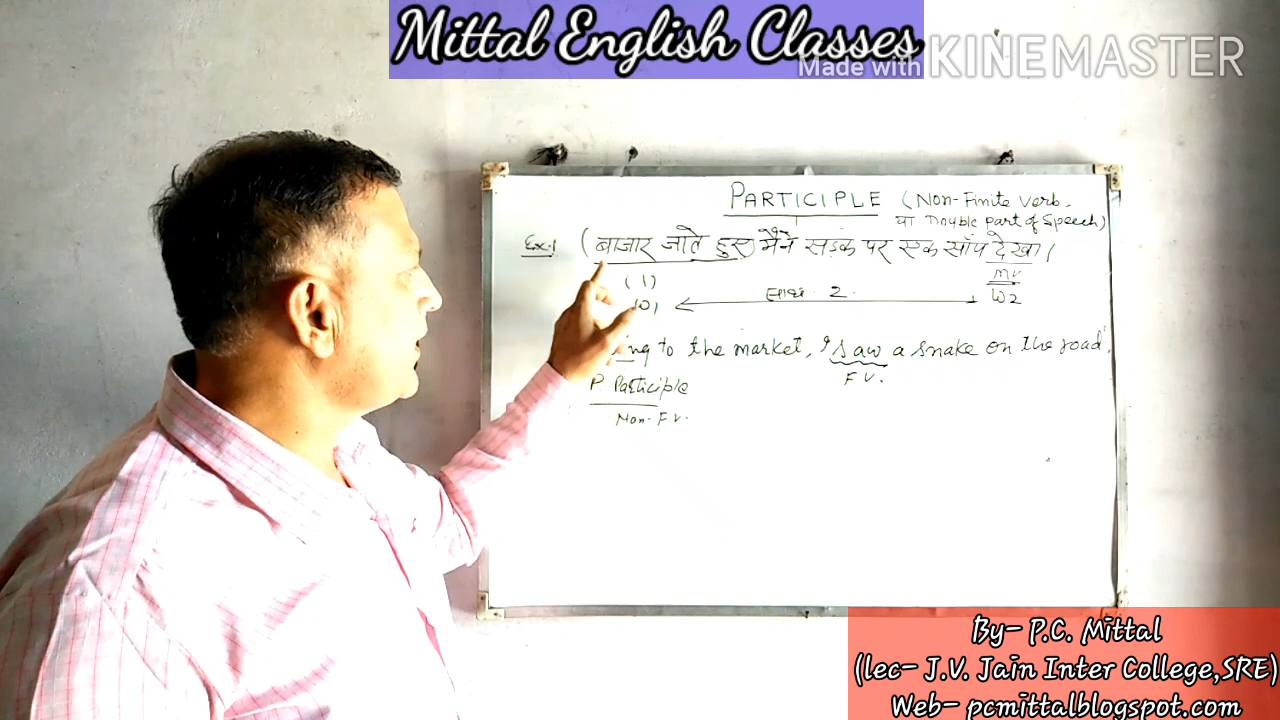 Mittal English Classes
Made with KINEMASTER
PARTICIPLE (Non-Finite verb.
या Double part of Speech)
Ex-1 (बाजार जाते हुए) मैंने सड़क पर एक सांप देखा।
(1) MV
W1 साथ 2. W2
ing to the market, I saw a snake on the road.
P Participle F V.
Non- F V.
By- P.C. Mittal
(lec- J.V. Jain Inter College,SRE)
Web- pcmittalblogspot.com